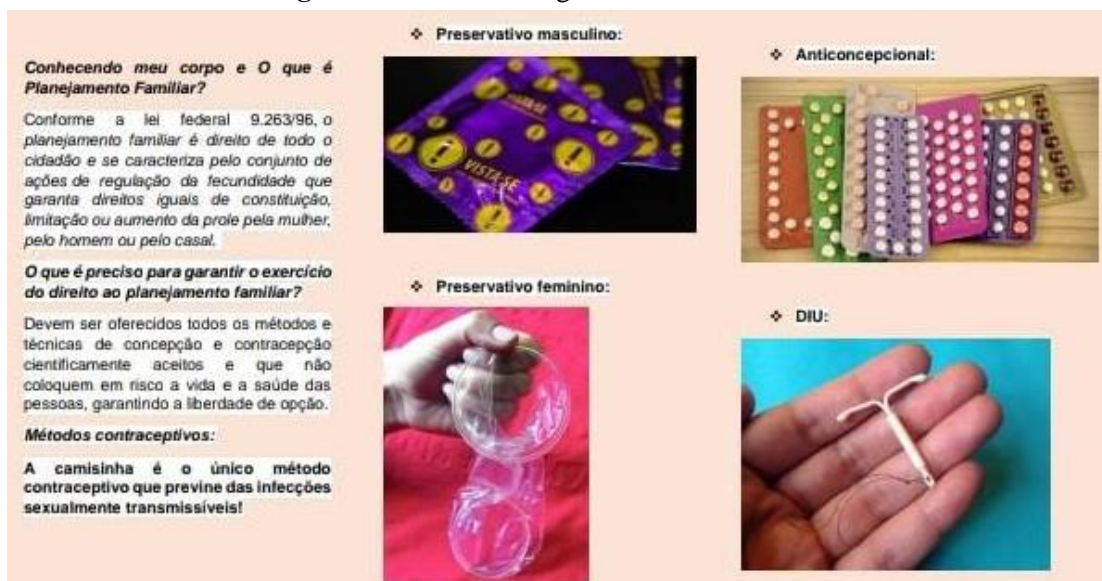 Conhecendo meu corpo e O que é
Planejamento Familiar?
Conforme a lei federal 9.263/96, o
planejamento familiar é direito de todo o
cidadão e se caracteriza pelo conjunto de
ações de regulação da fecundidade que
garanta direitos iguais de constituição,
limitação ou aumento da prole pela mulher,
pelo homem ou pelo casal.
O que é preciso para garantir o exercício
do direito ao planejamento familiar?
Devem ser oferecidos todos os métodos e
técnicas de concepção e contracepção
cientificamente aceitos e que não
coloquem em risco a vida e a saúde das
pessoas, garantindo a liberdade de opção.
Métodos contraceptivos:
A camisinha é o único método
contraceptivo que previne das infecções
sexualmente transmissíveis!
❖ Preservativo masculino:
VISTA-SE
VISTA-SE
❖ Preservativo feminino:
❖ Anticoncepcional:
❖ DIU: